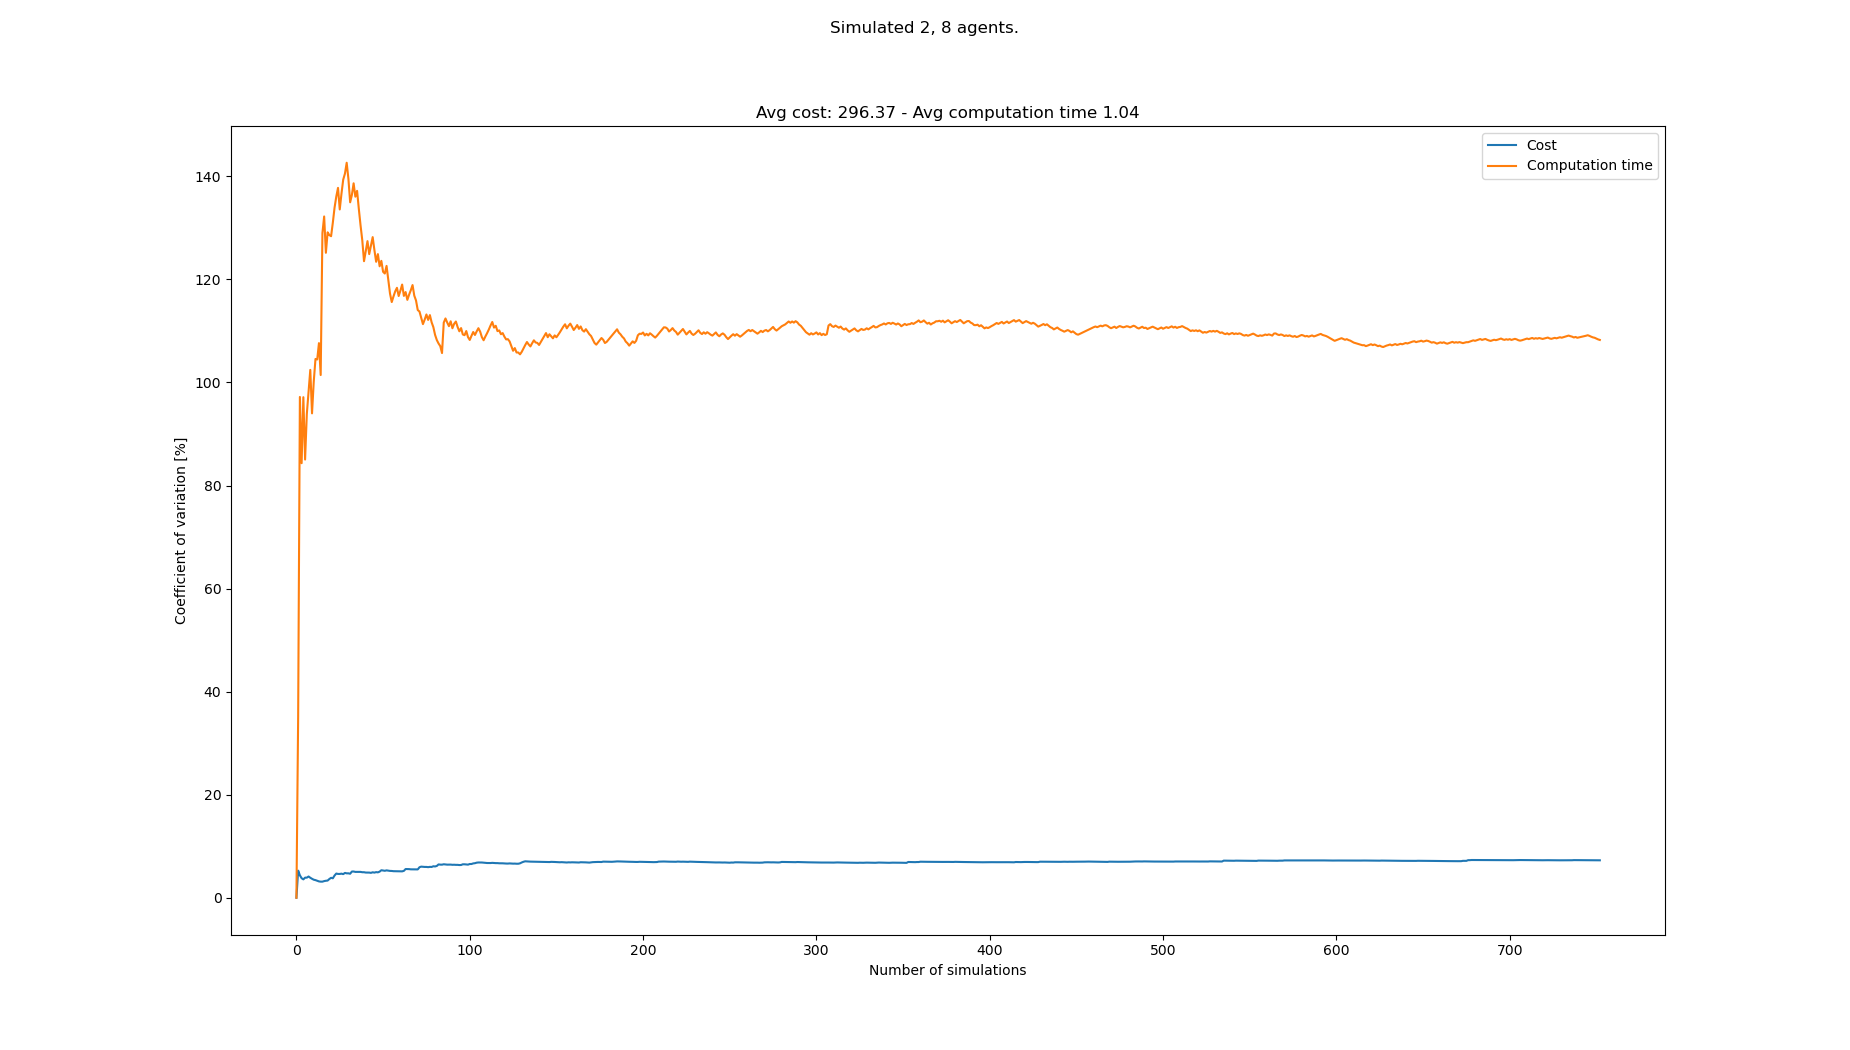 Simulated 2, 8 agents.
Avg cost: 296.37 - Avg computation time 1.04
Cost
Computation time
Coefficient of variation [%]
140
120
100
80
60
40
20
0
0 100 200 300 400 500 600 700
Number of simulations